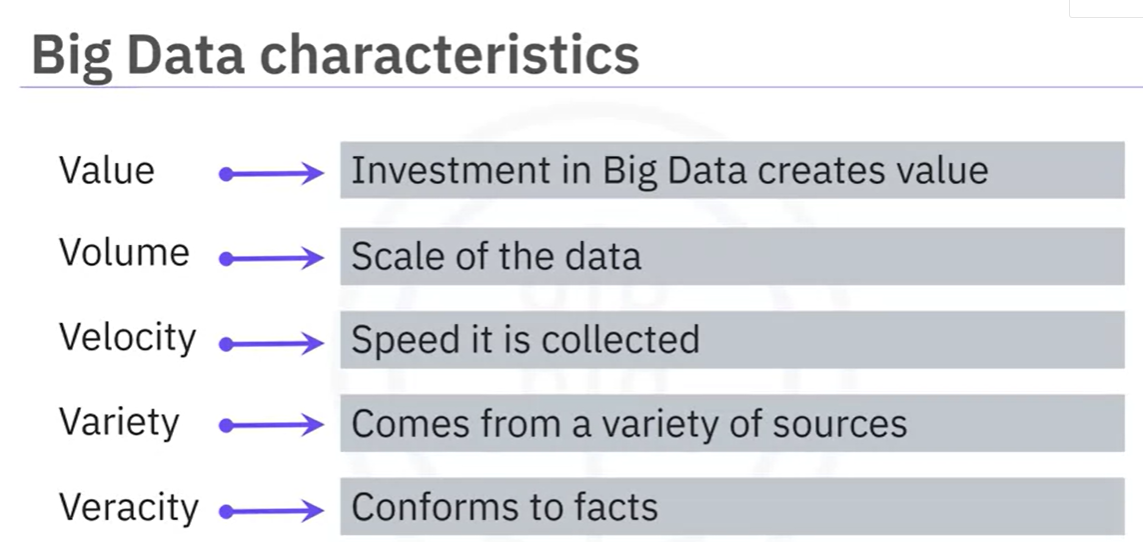 Big Data characteristics
Value Investment in Big Data creates value
Volume Scale of the data
Velocity Speed it is collected
Variety Comes from a variety of sources
Veracity Conforms to facts